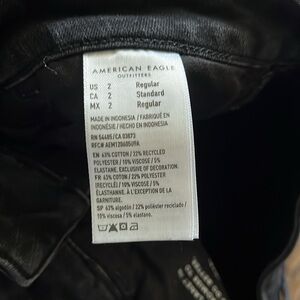 AMERICAN EAGLE
OUTFITTERS
US 2 Regular
CA 2 Standard
MX 2 Regular
MADE IN INDONESIA / FABRIQUÉ EN
INDONÉSIE / HECHO EN INDONESIA
RN 54485/CA 03873
EN 63% COTTON / 22% RECYCLED
POLYESTER / 10% VISCOSE / 5%
ELASTANE. EXCLUSIVE OF DECORATION.
FR 63% COTON / 22% POLYESTER
(RECYCLÉ) / 10% VISCOSE / 5%
ÉLASTHANNE. À L'EXCEPTION DE LA
GARNITURE.
SP 63% algodón / 22% poliéster reciclado /
10% viscosa / 5% elastano.